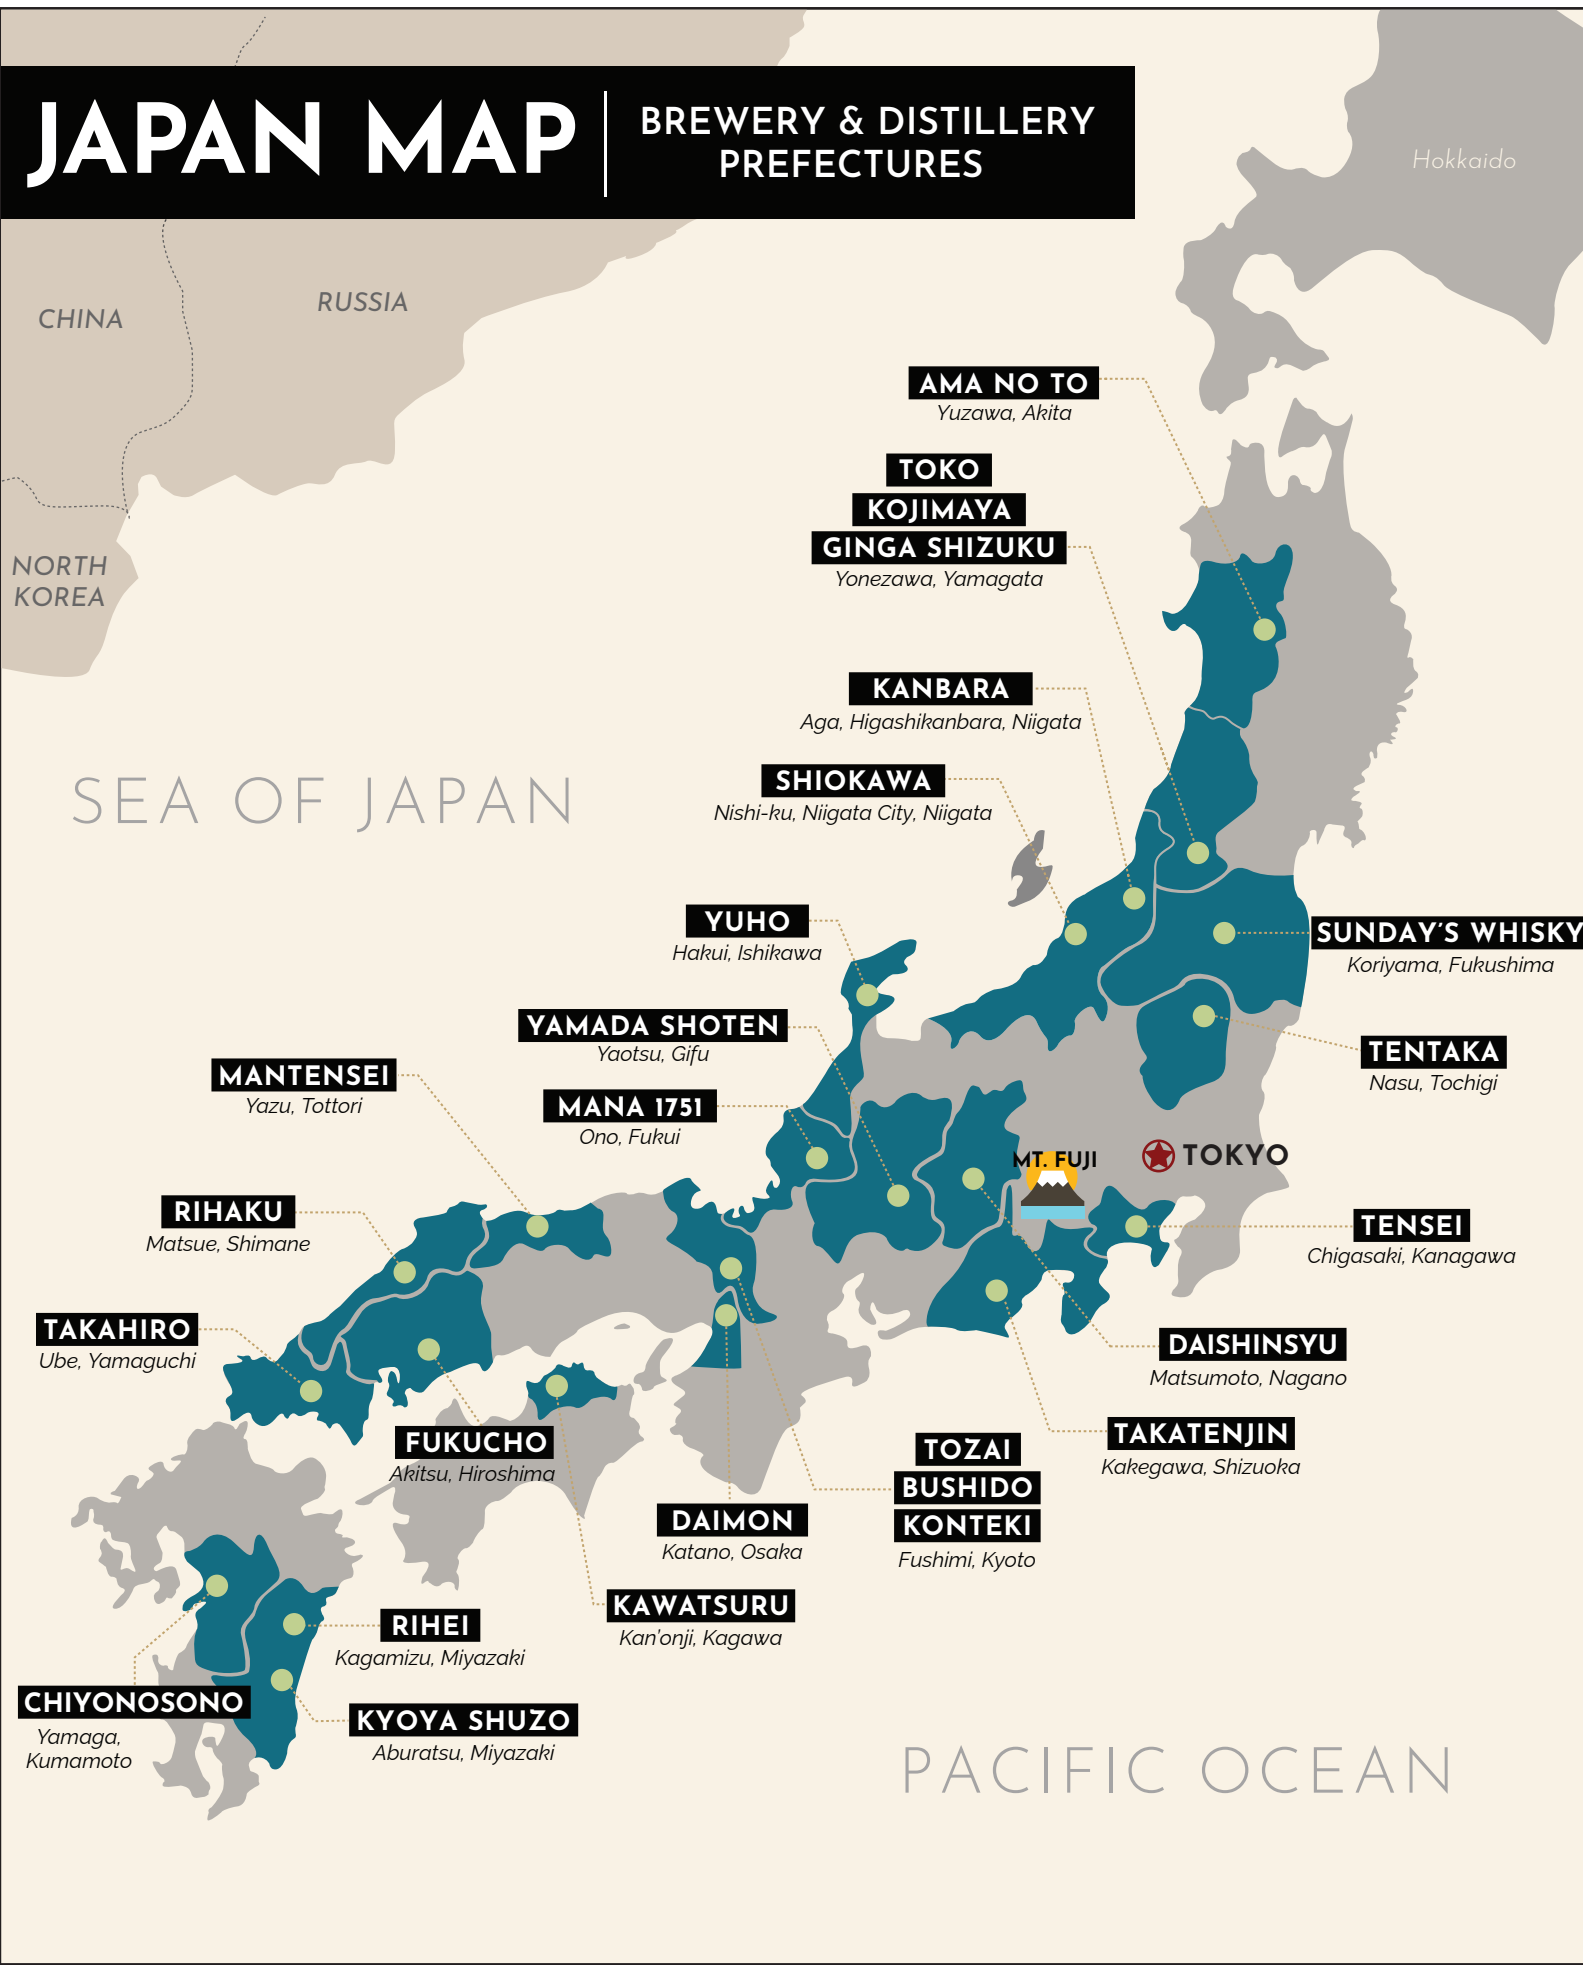 JAPAN MAP
BREWERY & DISTILLERY
PREFECTURES
Hokkaido
CHINA
RUSSIA
NORTH
KOREA
SEA OF JAPAN
AMA NO TO
Yuzawa, Akita
TOKO
KOJIMAYA
GINGA SHIZUKU
Yonezawa, Yamagata
KANBARA
Aga, Higashikanbara, Niigata
SHIOKAWA
Nishi-ku, Niigata City, Niigata
YUHO
Hakui, Ishikawa
SUNDAY'S WHISKY
Koriyama, Fukushima
YAMADA SHOTEN
Yaotsu, Gifu
TENTAKA
Nasu, Tochigi
MANTENSEI
Yazu, Tottori
MANA 1751
Ono, Fukui
MT. FUJI
TOKYO
RIHAKU
Matsue, Shimane
TENSEI
Chigasaki, Kanagawa
TAKAHIRO
Ube, Yamaguchi
DAISHINSYU
Matsumoto, Nagano
FUKUCHO
Akitsu, Hiroshima
TAKATENJIN
Kakegawa, Shizuoka
TOZAI
BUSHIDO
KONTEKI
Fushimi, Kyoto
DAIMON
Katano, Osaka
KAWATSURU
Kan'onji, Kagawa
RIHEI
Kagamizu, Miyazaki
CHIYONOSONO
Yamaga,
Kumamoto
KYOYA SHUZO
Aburatsu, Miyazaki
PACIFIC OCEAN